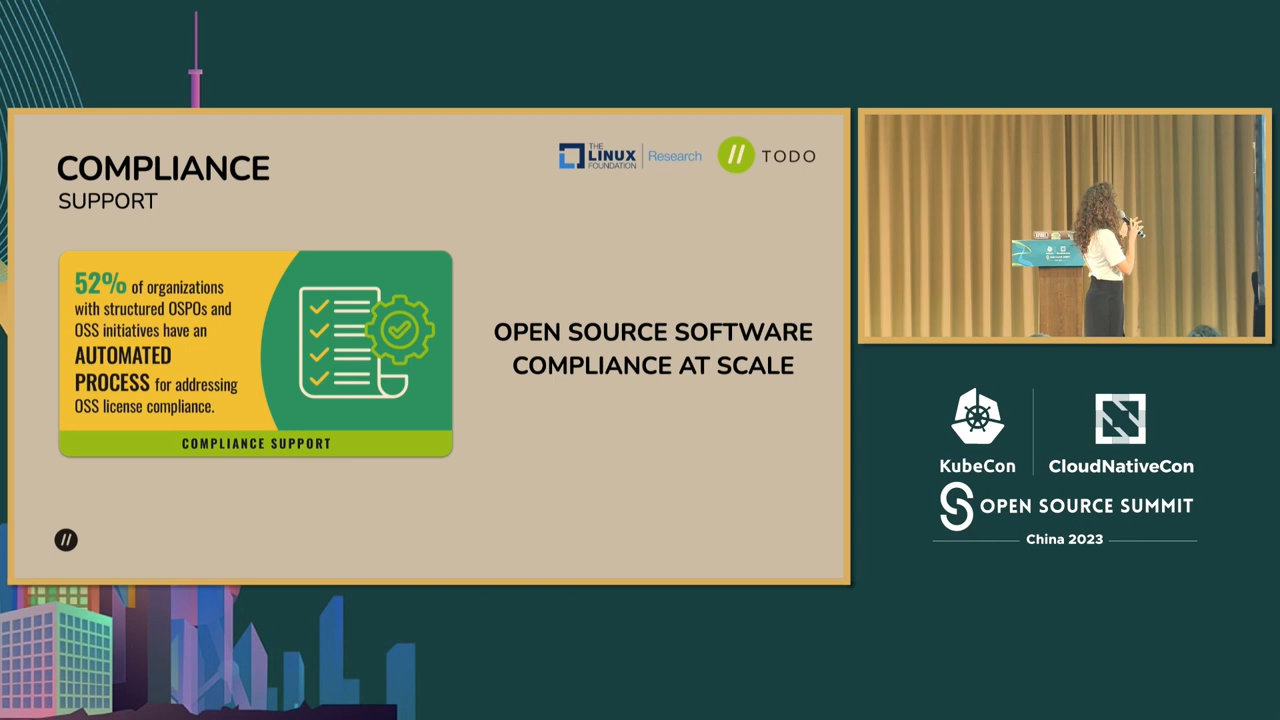 COMPLIANCE
SUPPORT
THE
LINUX
FOUNDATION
Research
TODO
52% of organizations
with structured OSPOs and
OSS initiatives have an
AUTOMATED
PROCESS for addressing
OSS license compliance.
COMPLIANCE SUPPORT
OPEN SOURCE SOFTWARE
COMPLIANCE AT SCALE
KubeCon
CloudNativeCon
OPEN SOURCE SUMMIT
China 2023